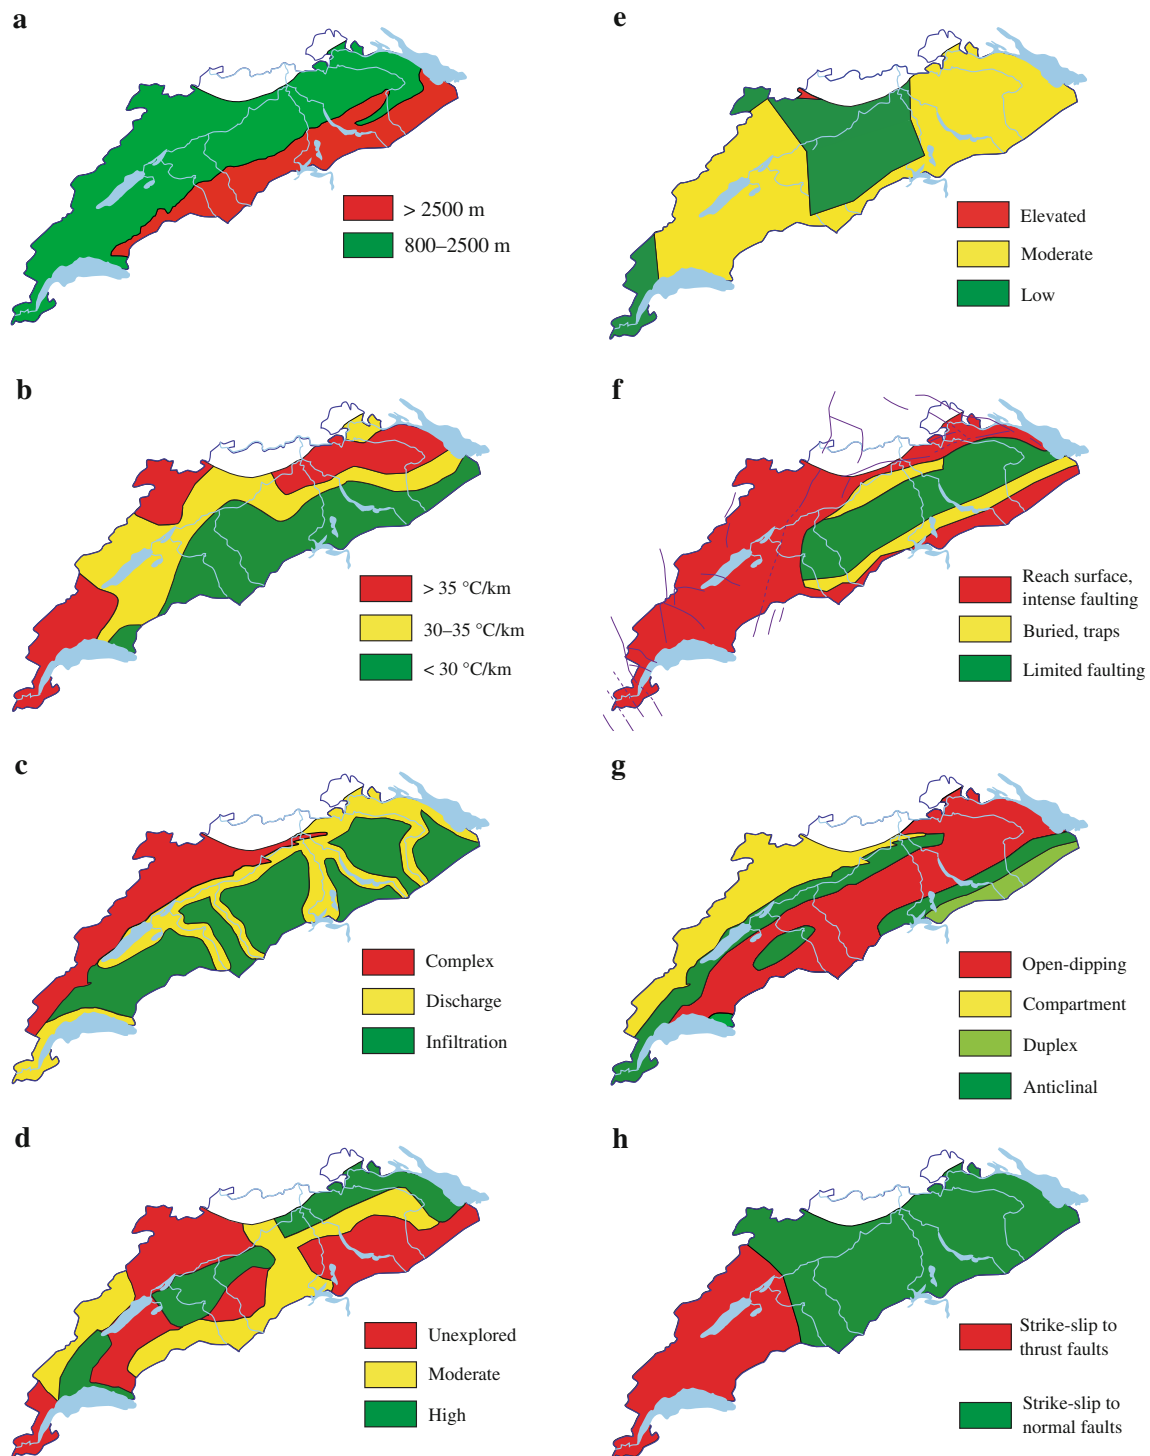 a
> 2500 m
800–2500 m
b
> 35 °C/km
30–35 °C/km
< 30 °C/km
c
Complex
Discharge
Infiltration
d
Unexplored
Moderate
High
e
Elevated
Moderate
Low
f
Reach surface,
intense faulting
Buried, traps
Limited faulting
g
Open-dipping
Compartment
Duplex
Anticlinal
h
Strike-slip to
thrust faults
Strike-slip to
normal faults